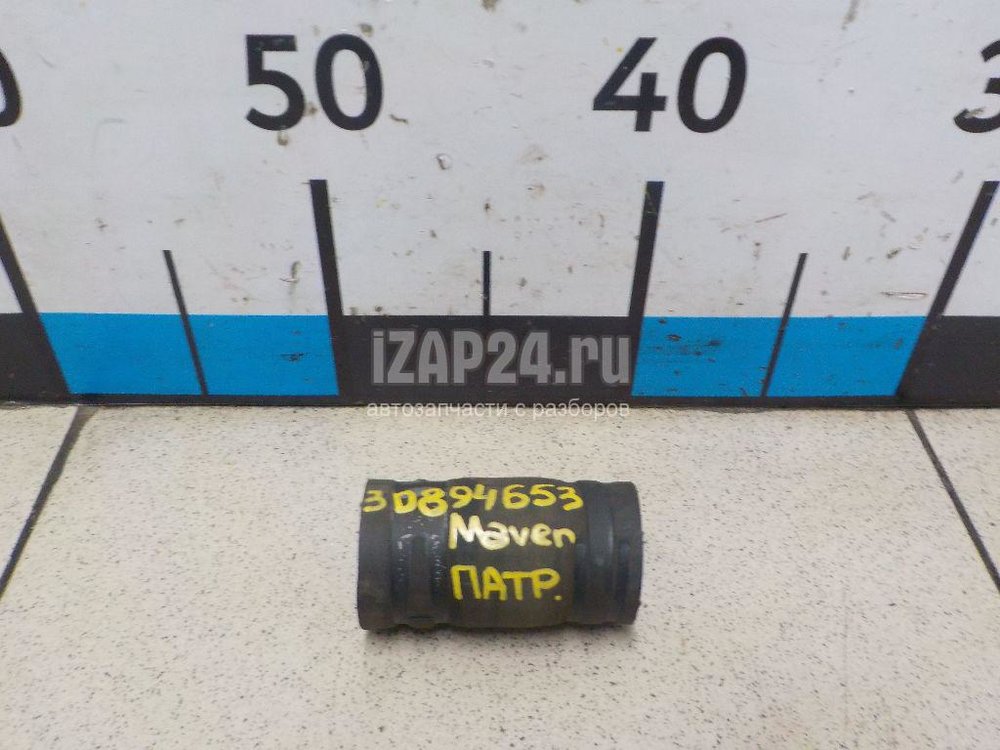 50 40
iZAP24.ru
автозапчасти с разборов
3D894653
Maven
ПАТР.